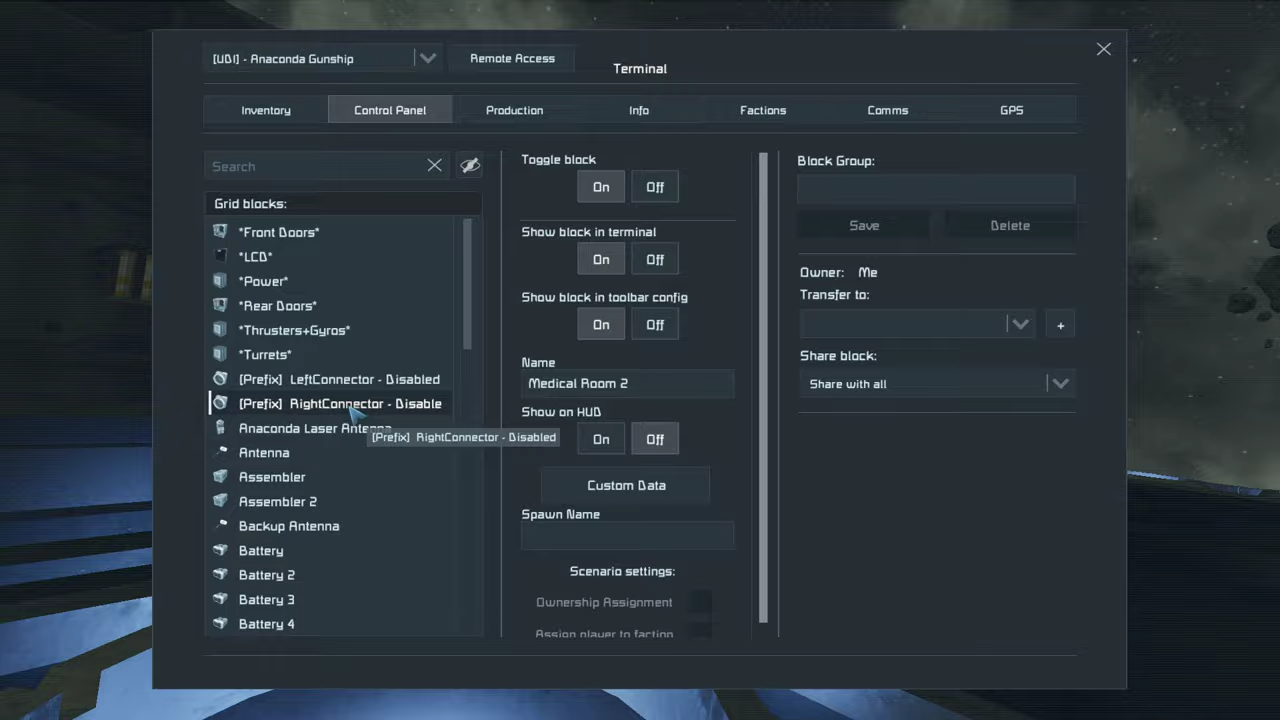 [UDI] - Anaconda Gunship
Remote Access
Terminal
Inventory
Control Panel
Production
Info
Factions
Comms
GPS
Search
Grid blocks:
*Front Doors*
*LCD*
*Power*
*Rear Doors*
*Thrusters+Gyros*
*Turrets*
[Prefix] LeftConnector - Disabled
[Prefix] RightConnector - Disable
Anaconda Laser Antenna
[Prefix] RightConnector - Disabled
Antenna
Assembler
Assembler 2
Backup Antenna
Battery
Battery 2
Battery 3
Battery 4
Toggle block
On Off
Show block in terminal
On Off
Show block in toolbar config
On Off
Name
Medical Room 2
Show on HUD
On Off
Custom Data
Spawn Name
Scenario settings:
Ownership Assignment
Assign player to faction
Block Group:
Save Delete
Owner: Me
Transfer to:
+
Share block:
Share with all